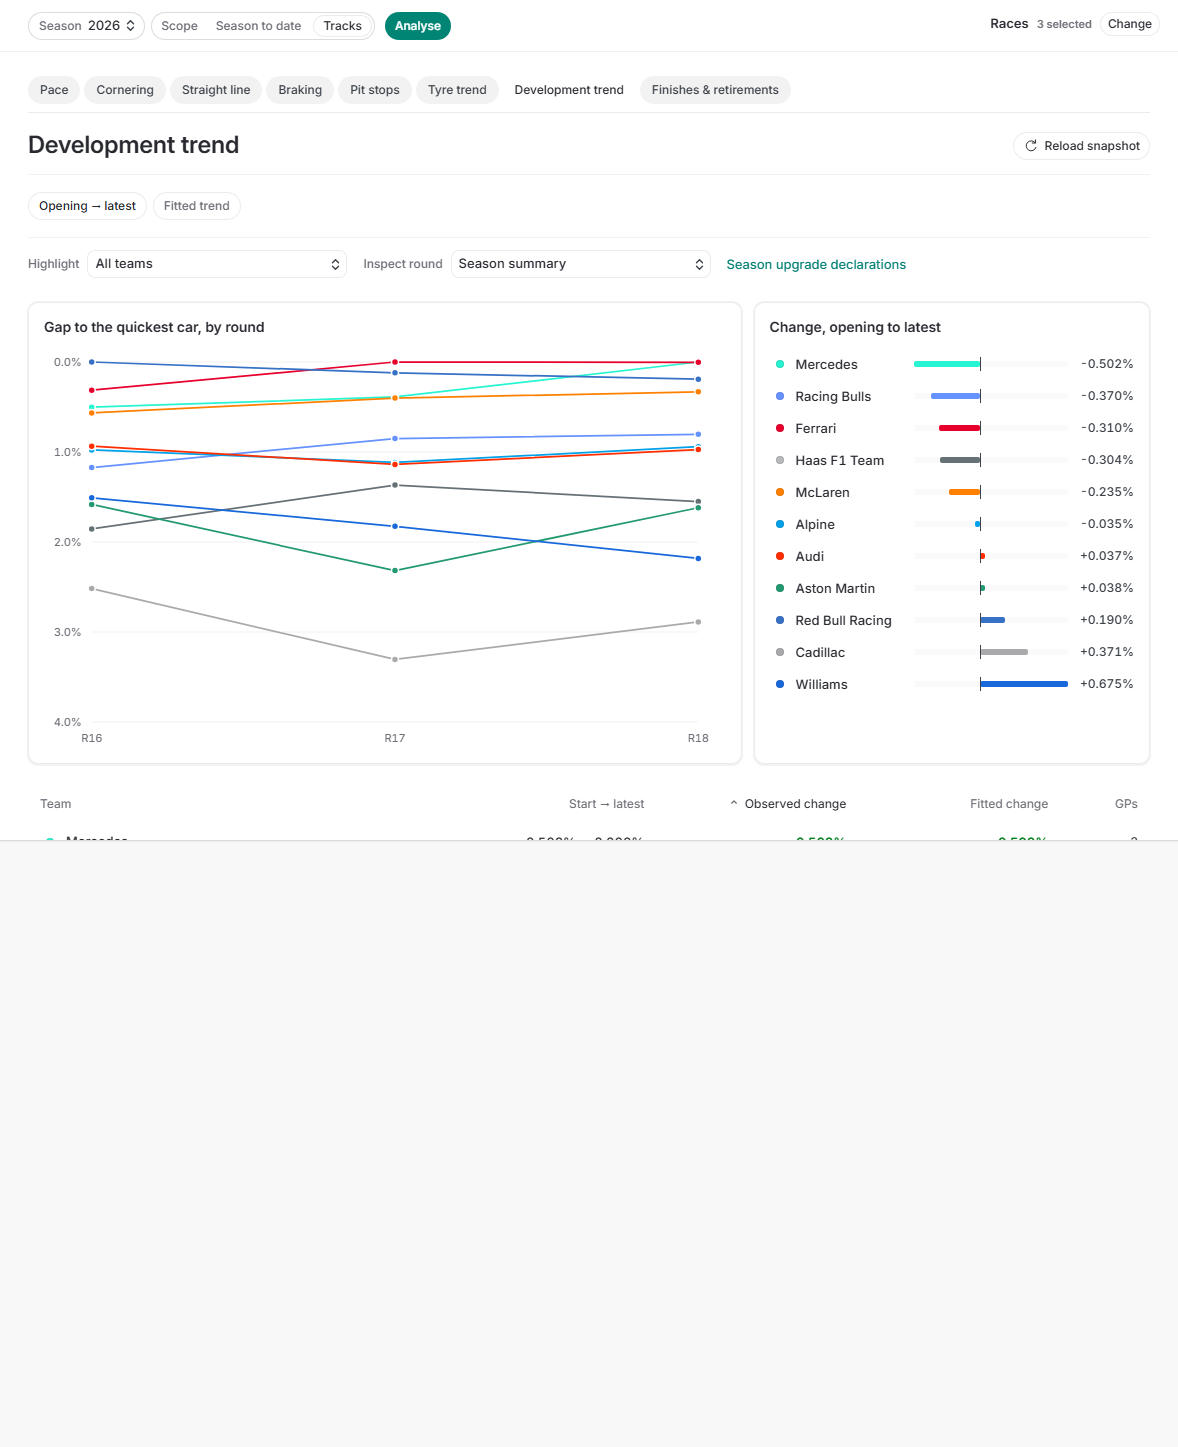 Season 2026
Scope Season to date Tracks
Analyse
Races 3 selected Change
Pace Cornering Straight line Braking Pit stops Tyre trend Development trend Finishes & retirements
Development trend
Reload snapshot
Opening → latest Fitted trend
Highlight All teams Inspect round Season summary Season upgrade declarations
Gap to the quickest car, by round
0.0%
1.0%
2.0%
3.0%
4.0%
R16 R17 R18
Change, opening to latest
Mercedes -0.502%
Racing Bulls -0.370%
Ferrari -0.310%
Haas F1 Team -0.304%
McLaren -0.235%
Alpine -0.035%
Audi +0.037%
Aston Martin +0.038%
Red Bull Racing +0.190%
Cadillac +0.371%
Williams +0.675%
Team Start → latest Observed change Fitted change GPs
Mercedes